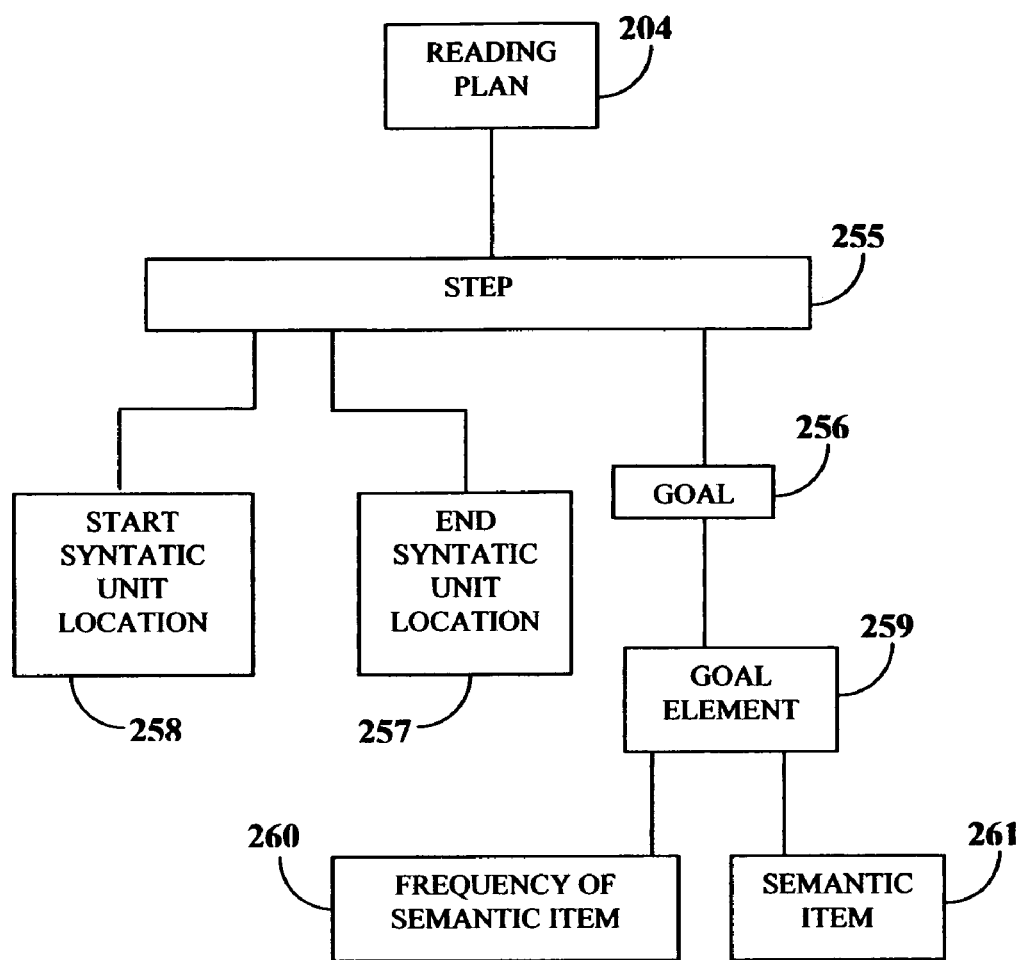 204
READING
PLAN
255
STEP
256
GOAL
START
SYNTATIC
UNIT
LOCATION
END
SYNTATIC
UNIT
LOCATION
259
GOAL
ELEMENT
258
257
260
261
FREQUENCY OF
SEMANTIC ITEM
SEMANTIC
ITEM